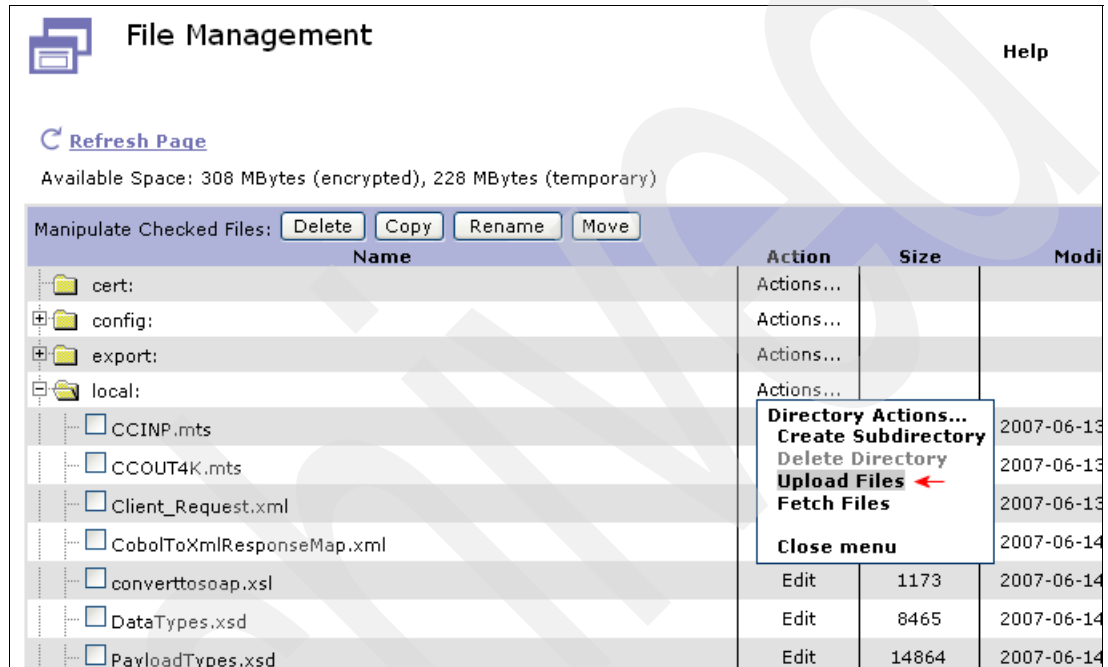 File Management
Help
Refresh Page
Available Space: 308 MBytes (encrypted), 228 MBytes (temporary)
Manipulate Checked Files: Delete Copy Rename Move
Name Action Size Modi
cert: Actions...
config: Actions...
export: Actions...
local: Actions...
Directory Actions...
Create Subdirectory
Delete Directory
Upload Files
Fetch Files
Close menu
CCINP.mts 2007-06-13
CCOUT4K.mts 2007-06-13
Client_Request.xml 2007-06-13
CobolToXmlResponseMap.xml 2007-06-14
converttosoap.xsl Edit 1173 2007-06-14
DataTypes.xsd Edit 8465 2007-06-14
PayloadTypes.xsd Edit 14864 2007-06-14